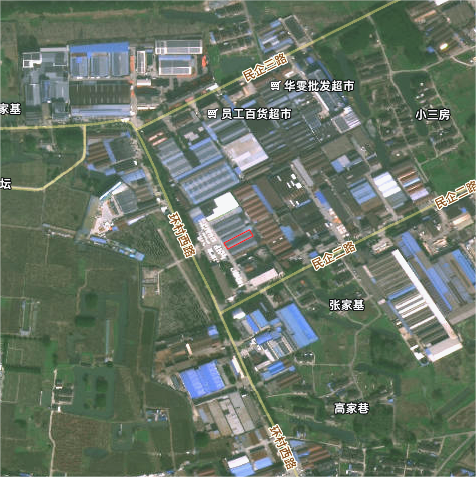 民企三路
华雯批发超市
员工百货超市
家基
小三房
坛
民企二路
环村西路
民企二路
张家基
高家巷
环村西路